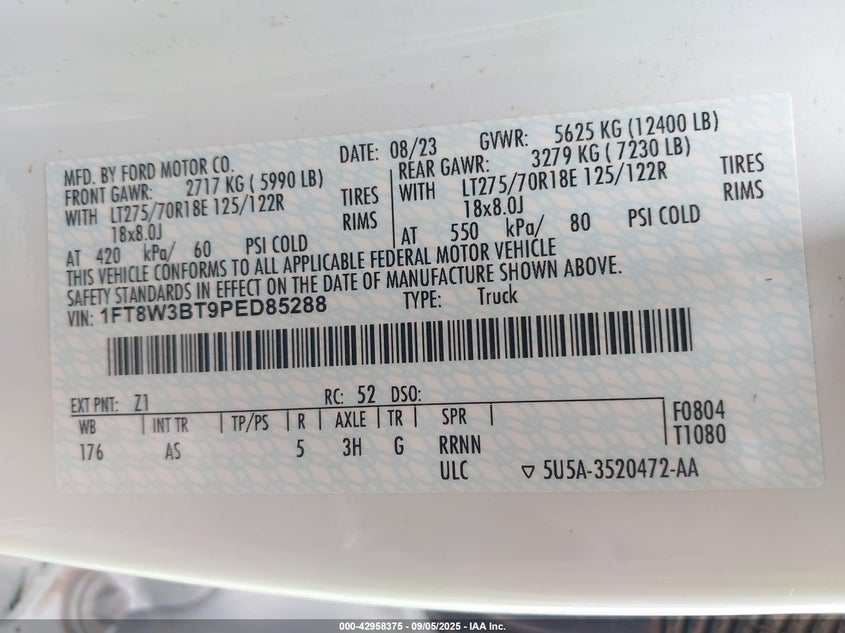 MFD. BY FORD MOTOR CO. DATE: 08/23 GVWR: 5625 KG (12400 LB)
FRONT GAWR: 2717 KG ( 5990 LB) REAR GAWR: 3279 KG ( 7230 LB)
WITH LT275/70R18E 125/122R TIRES WITH LT275/70R18E 125/122R TIRES
18x8.0J RIMS 18x8.0J RIMS
AT 420 kPa/ 60 PSI COLD AT 550 kPa/ 80 PSI COLD
THIS VEHICLE CONFORMS TO ALL APPLICABLE FEDERAL MOTOR VEHICLE
SAFETY STANDARDS IN EFFECT ON THE DATE OF MANUFACTURE SHOWN ABOVE.
VIN: 1FT8W3BT9PED85288 TYPE: Truck
EXT PNT: Z1 RC: 52 DSO:
WB INT TR TP/PS R AXLE TR SPR F0804
176 AS 5 3H G RRNN T1080
ULC ▽ 5U5A-3520472-AA
000-42958375 - 09/05/2025 - IAA Inc.